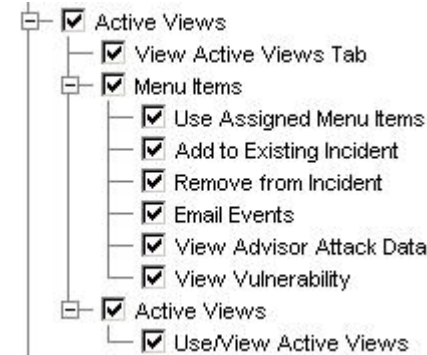 Active Views
View Active Views Tab
Menu Items
Use Assigned Menu Items
Add to Existing Incident
Remove from Incident
Email Events
View Advisor Attack Data
View Vulnerability
Active Views
Use/View Active Views